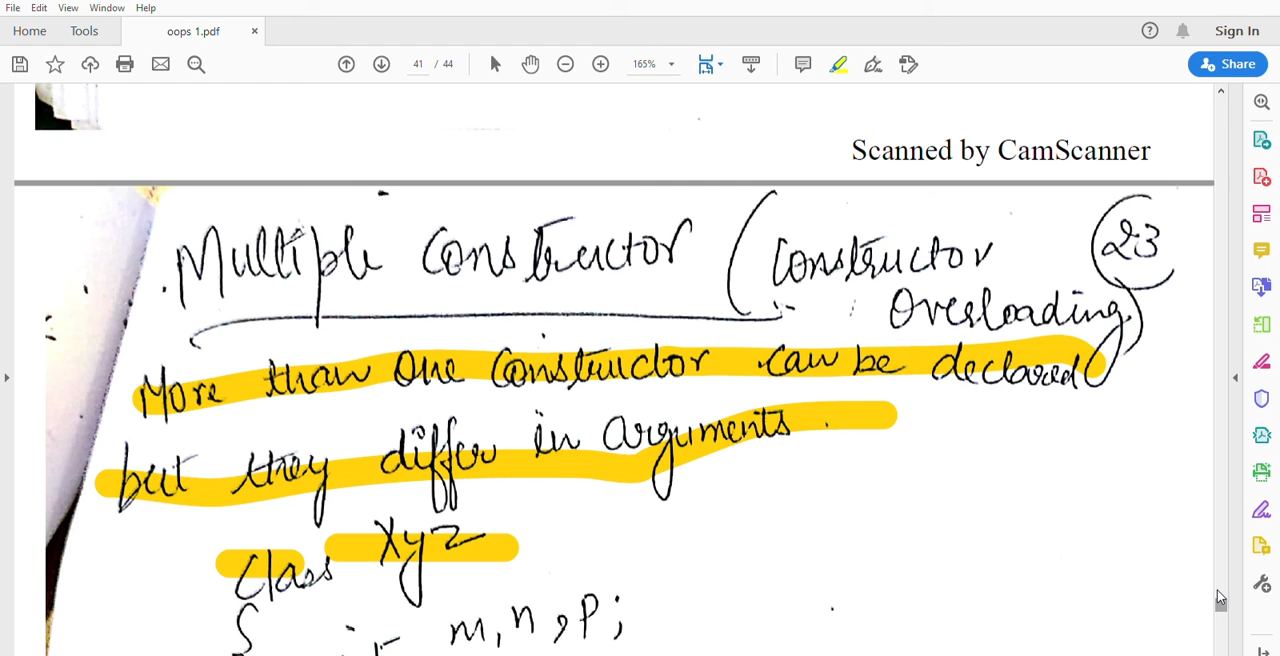 File Edit View Window Help
Home Tools oops 1.pdf × Sign In
41 / 44 165% Share
Scanned by CamScanner
Multiple Constructor (Constructor 23
Overloading)
More than One Constructor can be declared
but they differ in arguments.
Class Xyz
{ int m, n, p;